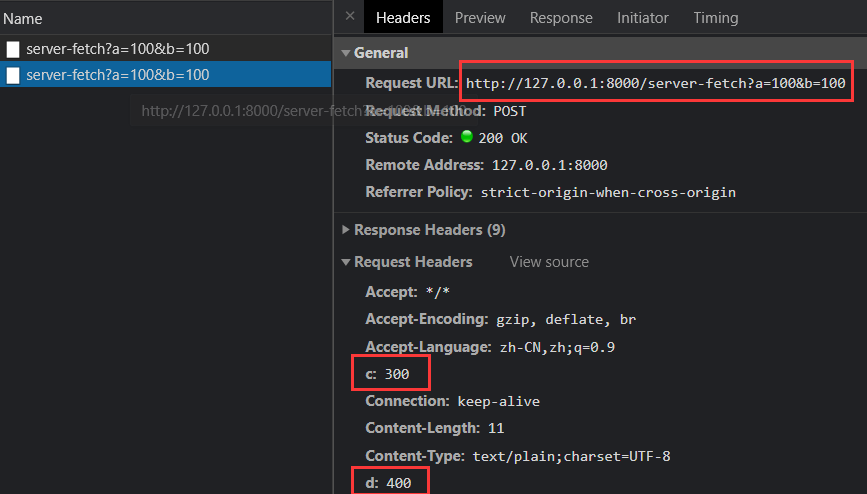 Name
server-fetch?a=100&b=100
server-fetch?a=100&b=100
http://127.0.0.1:8000/server-fetch?a=100&b=100
× Headers Preview Response Initiator Timing
General
Request URL: http://127.0.0.1:8000/server-fetch?a=100&b=100
Request Method: POST
Status Code: 200 OK
Remote Address: 127.0.0.1:8000
Referrer Policy: strict-origin-when-cross-origin
Response Headers (9)
Request Headers View source
Accept: */*
Accept-Encoding: gzip, deflate, br
Accept-Language: zh-CN,zh;q=0.9
c: 300
Connection: keep-alive
Content-Length: 11
Content-Type: text/plain;charset=UTF-8
d: 400